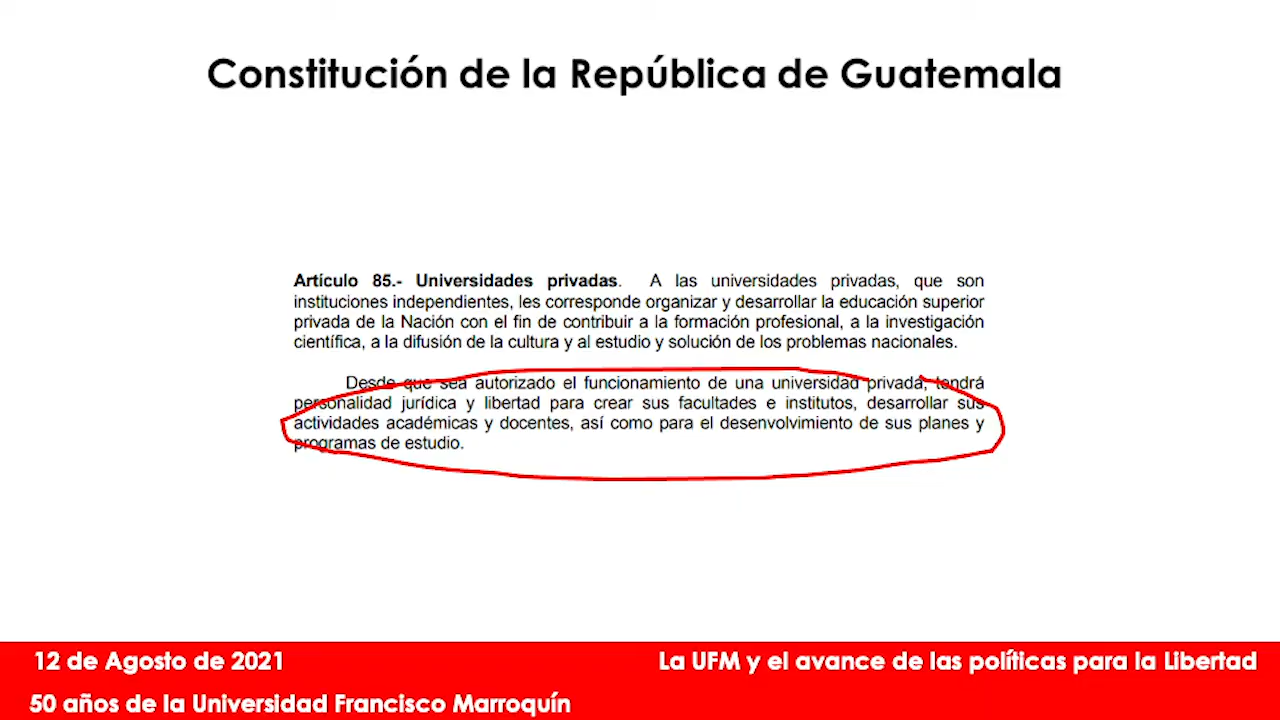 Constitución de la República de Guatemala
Artículo 85.- Universidades privadas. A las universidades privadas, que son
instituciones independientes, les corresponde organizar y desarrollar la educación superior
privada de la Nación con el fin de contribuir a la formación profesional, a la investigación
científica, a la difusión de la cultura y al estudio y solución de los problemas nacionales.
Desde que sea autorizado el funcionamiento de una universidad privada, tendrá
personalidad jurídica y libertad para crear sus facultades e institutos, desarrollar sus
actividades académicas y docentes, así como para el desenvolvimiento de sus planes y
programas de estudio.
12 de Agosto de 2021
La UFM y el avance de las políticas para la Libertad
50 años de la Universidad Francisco Marroquín